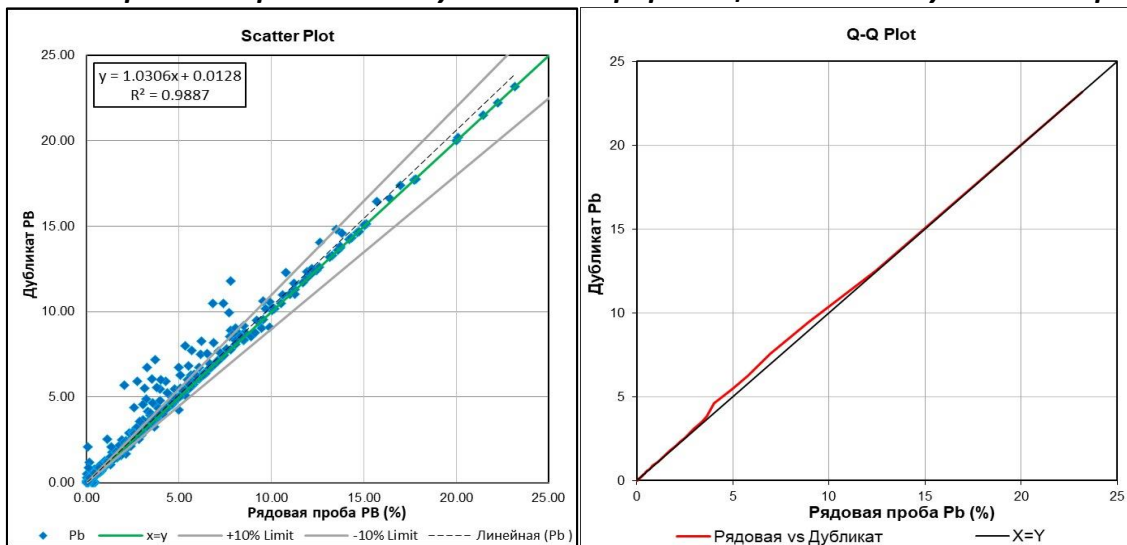 Scatter Plot
y = 1.0306x + 0.0128
R² = 0.9887
25.00
20.00
15.00
10.00
5.00
0.00
Дубликат РВ
0.00 5.00 10.00 15.00 20.00 25.00
Рядовая проба РВ (%)
Pb x=y +10% Limit -10% Limit Линейная (Pb )
Q-Q Plot
25
20
15
10
5
0
Дубликат Pb
0 5 10 15 20 25
Рядовая проба Pb (%)
Рядовая vs Дубликат X=Y